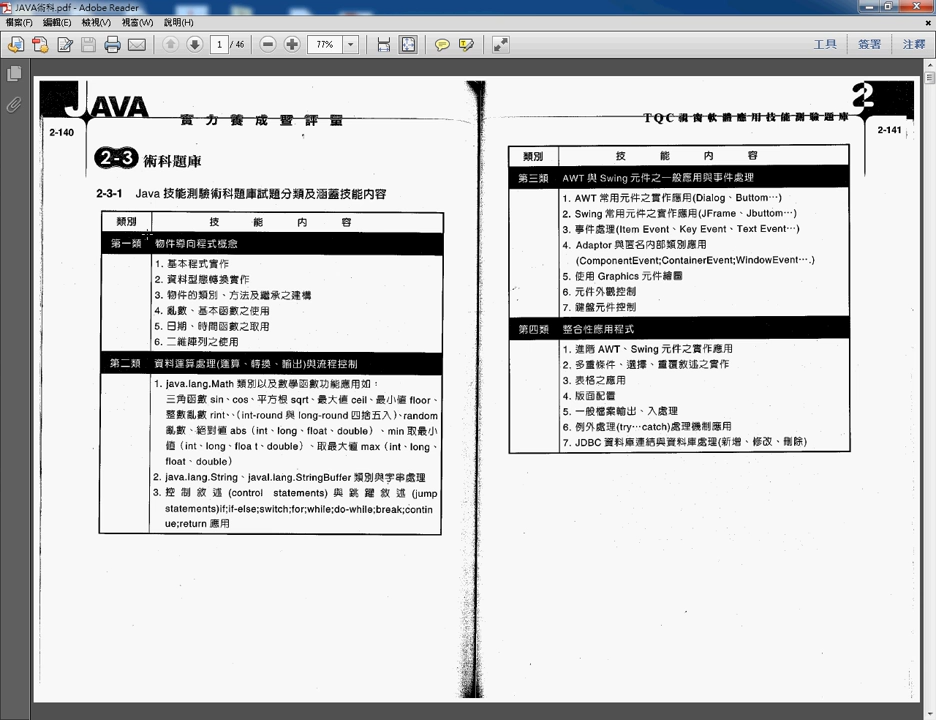 JAVA術科.pdf - Adobe Reader
檔案(F) 編輯(E) 檢視(V) 視窗(W) 說明(H)
1 / 46 77% 工具 簽署 注釋
JAVA
實力養成暨評量
2-140
2-3 術科題庫
2-3-1 Java 技能測驗術科題庫試題分類及涵蓋技能內容
類別 技能內容
第一類 物件導向程式概念
1. 基本程式實作
2. 資料型態轉換實作
3. 物件的類別、方法及繼承之建構
4. 亂數、基本函數之使用
5. 日期、時間函數之取用
6. 二維陣列之使用
第二類 資料運算處理(運算、轉換、輸出)與流程控制
1. java.lang.Math 類別以及數學函數功能應用如：
三角函數 sin、cos、平方根 sqrt、最大值 ceil、最小值 floor、
整數亂數 rint、(int-round 與 long-round 四捨五入)、random
亂數、絕對值 abs（int、long、float、double）、min 取最小
值（int、long、floa t、double）、取最大值 max（int、long、
float、double）
2. java.lang.String、javal.lang.StringBuffer 類別與字串處理
3. 控制敘述(control statements)與跳躍敘述(jump
statements)if;if-else;switch;for;while;do-while;break;contin
ue;return 應用
2
TQC視窗軟體應用技能測驗題庫
2-141
類別 技能內容
第三類 AWT 與 Swing 元件之一般應用與事件處理
1. AWT 常用元件之實作應用(Dialog、Buttom…)
2. Swing 常用元件之實作應用(JFrame、Jbuttom…)
3. 事件處理(Item Event、Key Event、Text Event…)
4. Adaptor 與匿名內部類別應用
(ComponentEvent;ContainerEvent;WindowEvent….)
5. 使用 Graphics 元件繪圖
6. 元件外觀控制
7. 鍵盤元件控制
第四類 整合性應用程式
1. 進階 AWT、Swing 元件之實作應用
2. 多重條件、選擇、重覆敘述之實作
3. 表格之應用
4. 版面配置
5. 一般檔案輸出、入處理
6. 例外處理(try…catch)處理機制應用
7. JDBC 資料庫連結與資料庫處理(新增、修改、刪除)